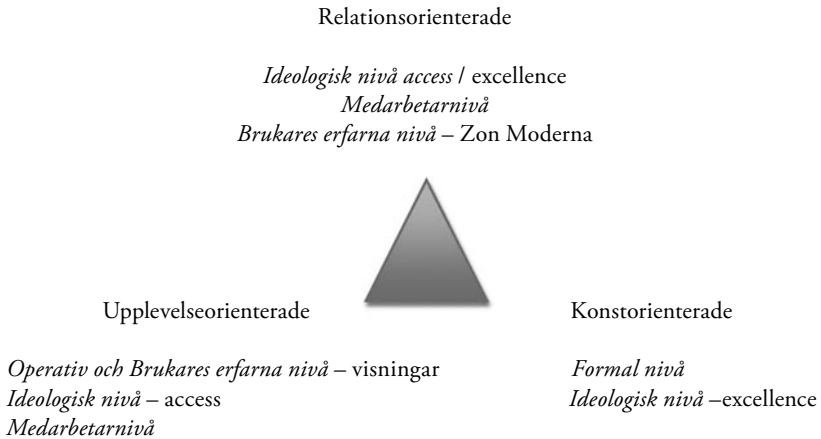 Relationsorienterade
Ideologisk nivå access / excellence
Medarbetarnivå
Brukares erfarna nivå – Zon Moderna
Upplevelseorienterade
Operativ och Brukares erfarna nivå – visningar
Ideologisk nivå – access
Medarbetarnivå
Konstorienterade
Formal nivå
Ideologisk nivå –excellence